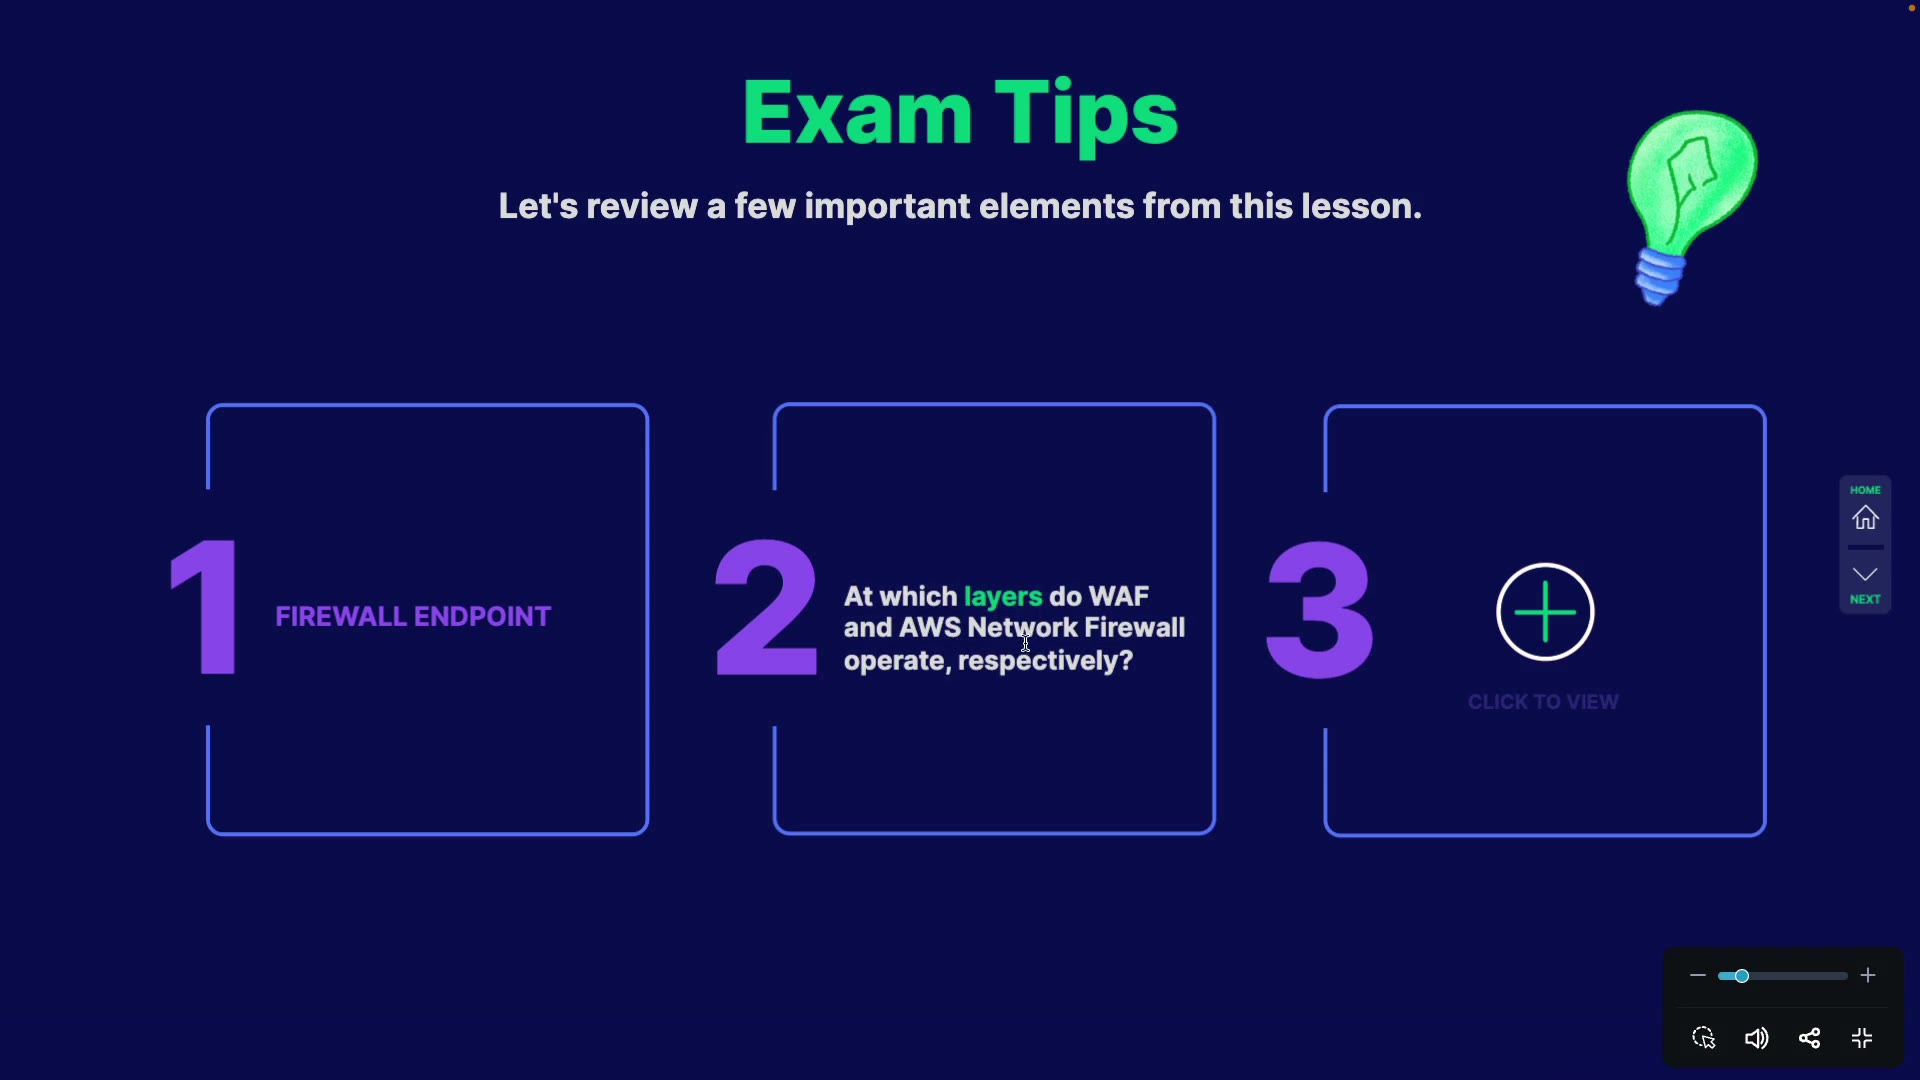 Exam Tips
Let's review a few important elements from this lesson.
1
FIREWALL ENDPOINT
2
At which layers do WAF
and AWS Network Firewall
operate, respectively?
3
CLICK TO VIEW
HOME
NEXT